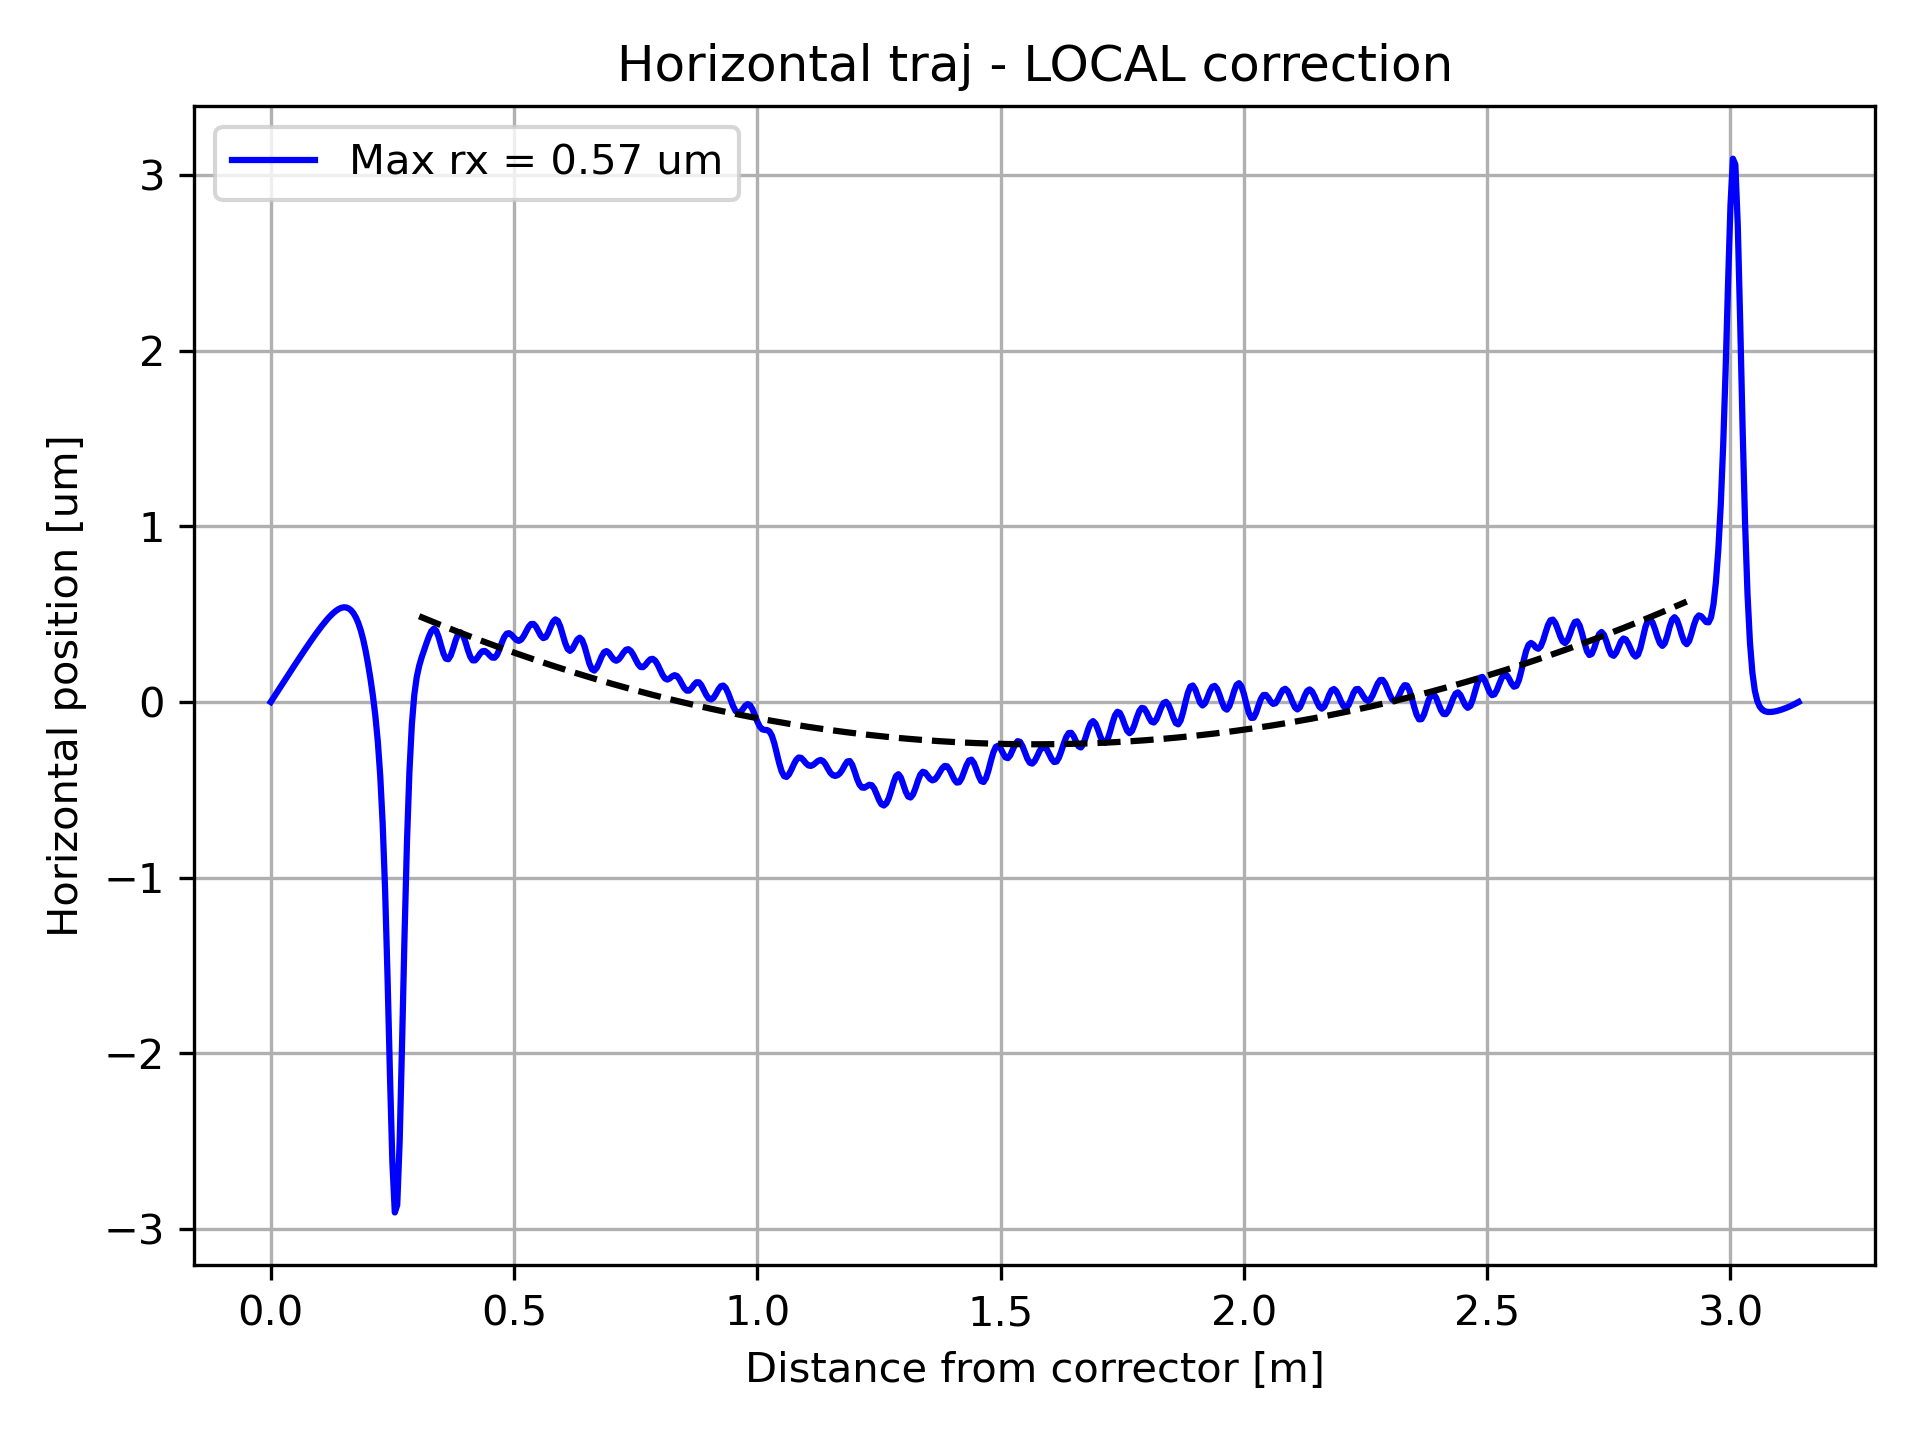 Horizontal traj - LOCAL correction
Max rx = 0.57 um
Horizontal position [um]
3
2
1
0
−1
−2
−3
0.0 0.5 1.0 1.5 2.0 2.5 3.0
Distance from corrector [m]